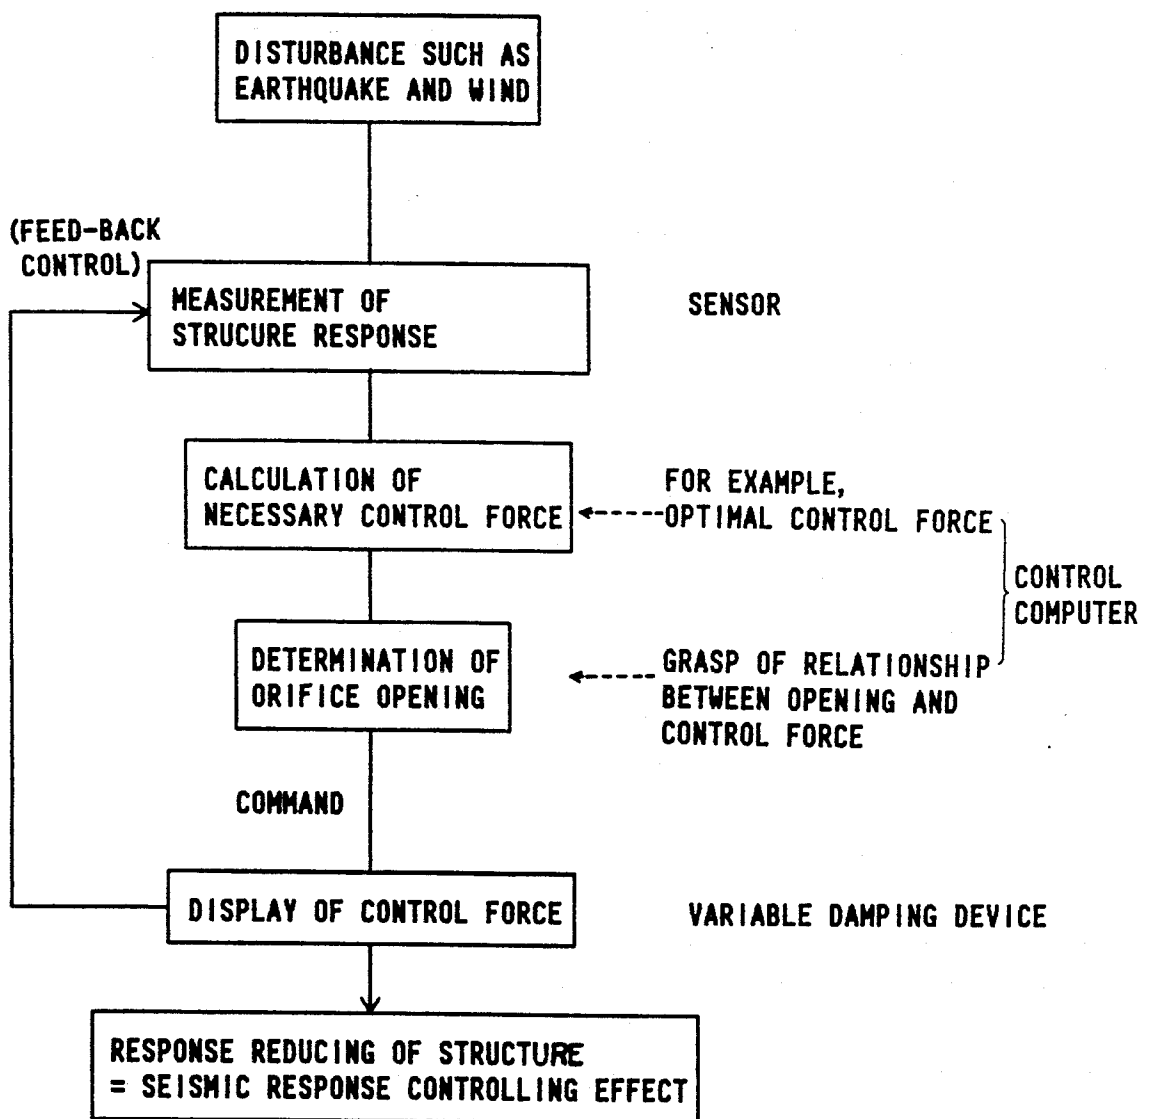 DISTURBANCE SUCH AS
EARTHQUAKE AND WIND
(FEED-BACK
CONTROL)
MEASUREMENT OF
STRUCURE RESPONSE
SENSOR
CALCULATION OF
NECESSARY CONTROL FORCE
FOR EXAMPLE,
OPTIMAL CONTROL FORCE
CONTROL
COMPUTER
DETERMINATION OF
ORIFICE OPENING
GRASP OF RELATIONSHIP
BETWEEN OPENING AND
CONTROL FORCE
COMMAND
DISPLAY OF CONTROL FORCE
VARIABLE DAMPING DEVICE
RESPONSE REDUCING OF STRUCTURE
= SEISMIC RESPONSE CONTROLLING EFFECT